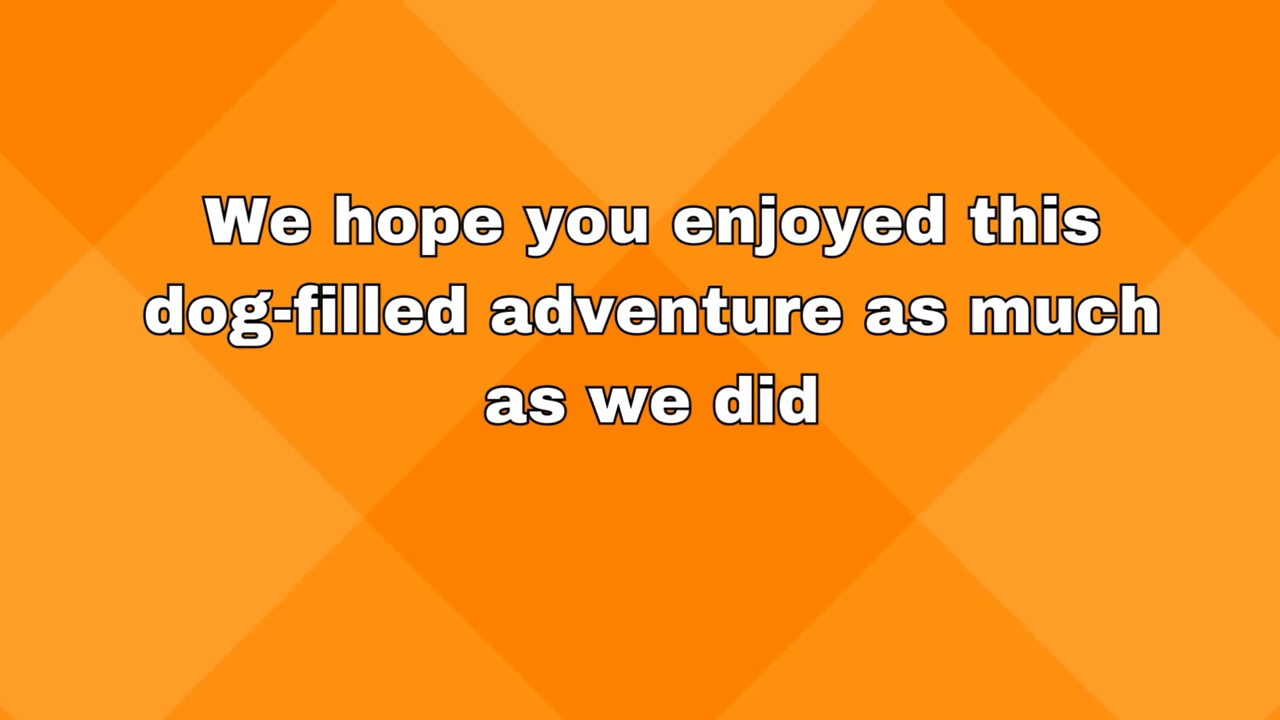 We hope you enjoyed this
dog-filled adventure as much
as we did